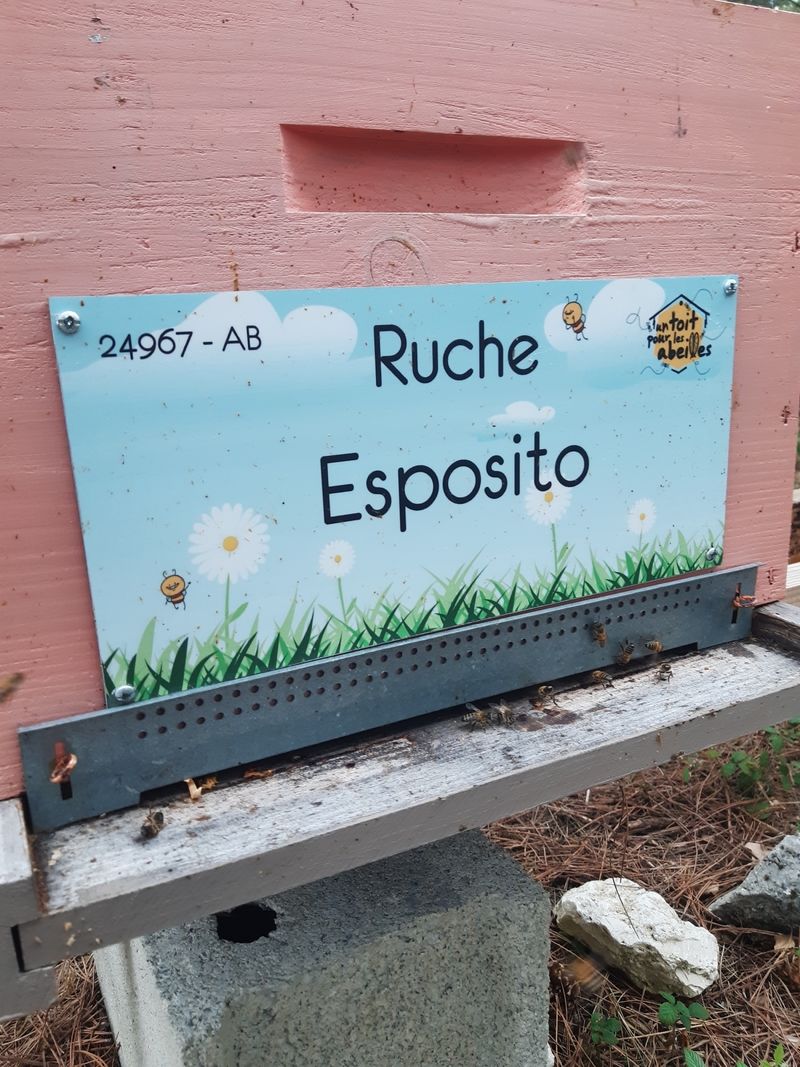 24967 - AB
Ruche
Esposito
un toit
pour les
abeilles